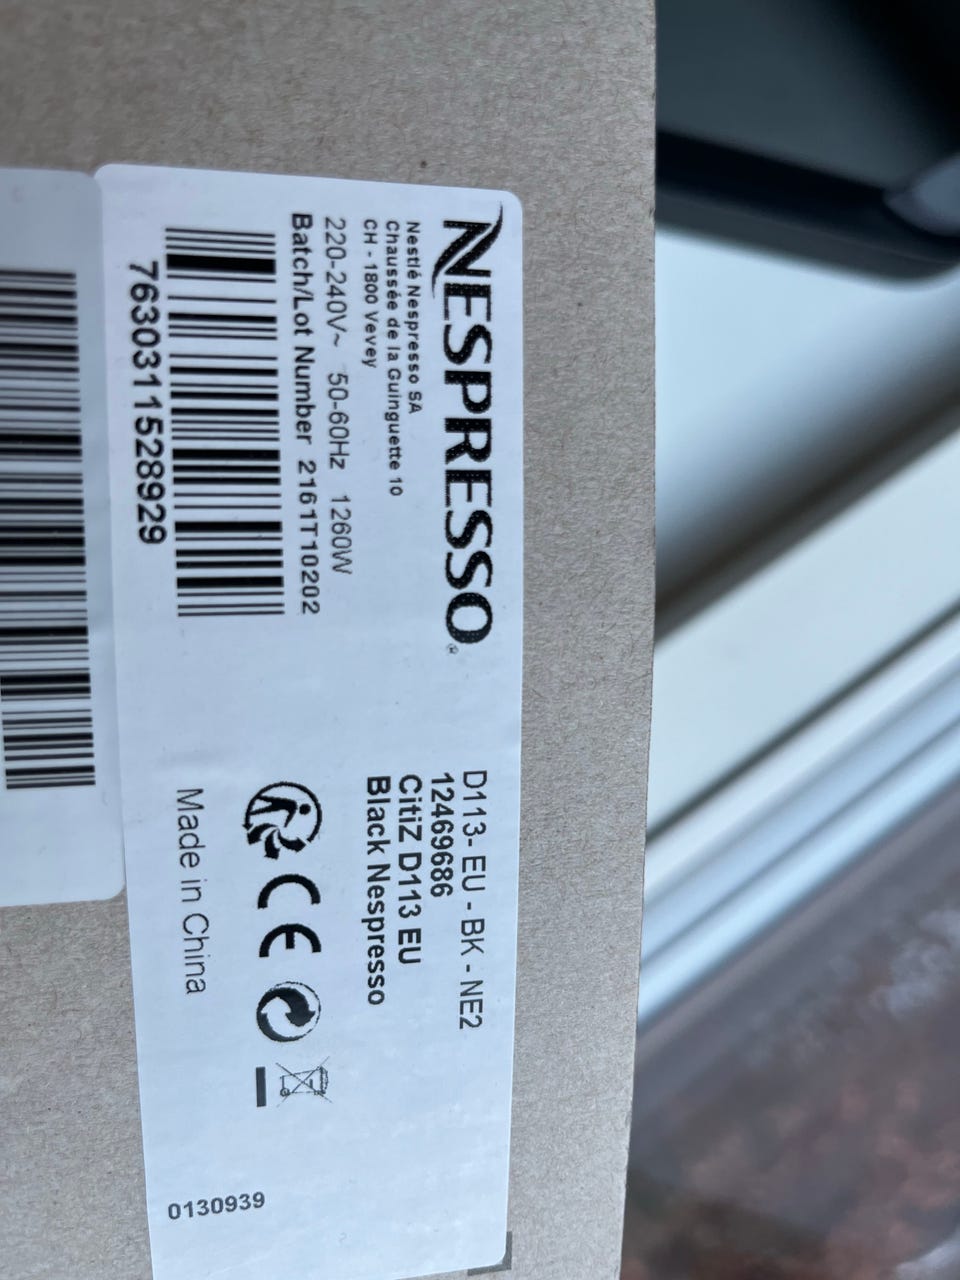 NESPRESSO®
Nestlé Nespresso SA
Chaussée de la Guinguette 10
CH - 1800 Vevey
220-240V~ 50-60Hz 1260W
Batch/Lot Number 2161T10202
7630311528929
D113- EU - BK - NE2
12469686
CitiZ D113 EU
Black Nespresso
CE
Made in China
0130939